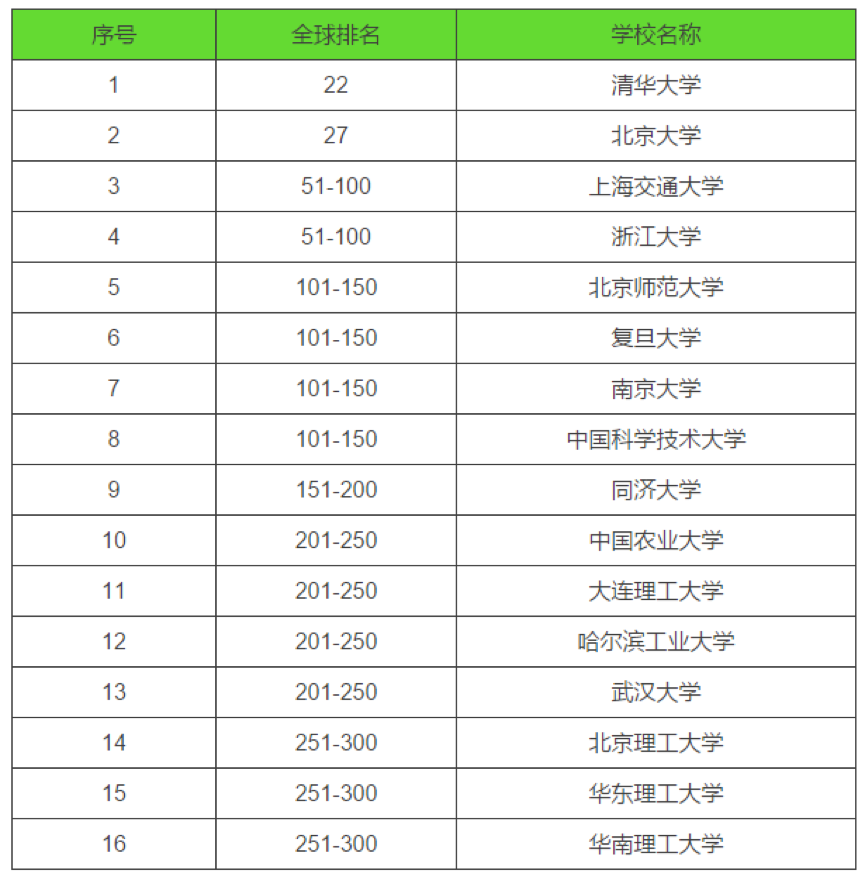 序号 全球排名 学校名称
1 22 清华大学
2 27 北京大学
3 51-100 上海交通大学
4 51-100 浙江大学
5 101-150 北京师范大学
6 101-150 复旦大学
7 101-150 南京大学
8 101-150 中国科学技术大学
9 151-200 同济大学
10 201-250 中国农业大学
11 201-250 大连理工大学
12 201-250 哈尔滨工业大学
13 201-250 武汉大学
14 251-300 北京理工大学
15 251-300 华东理工大学
16 251-300 华南理工大学